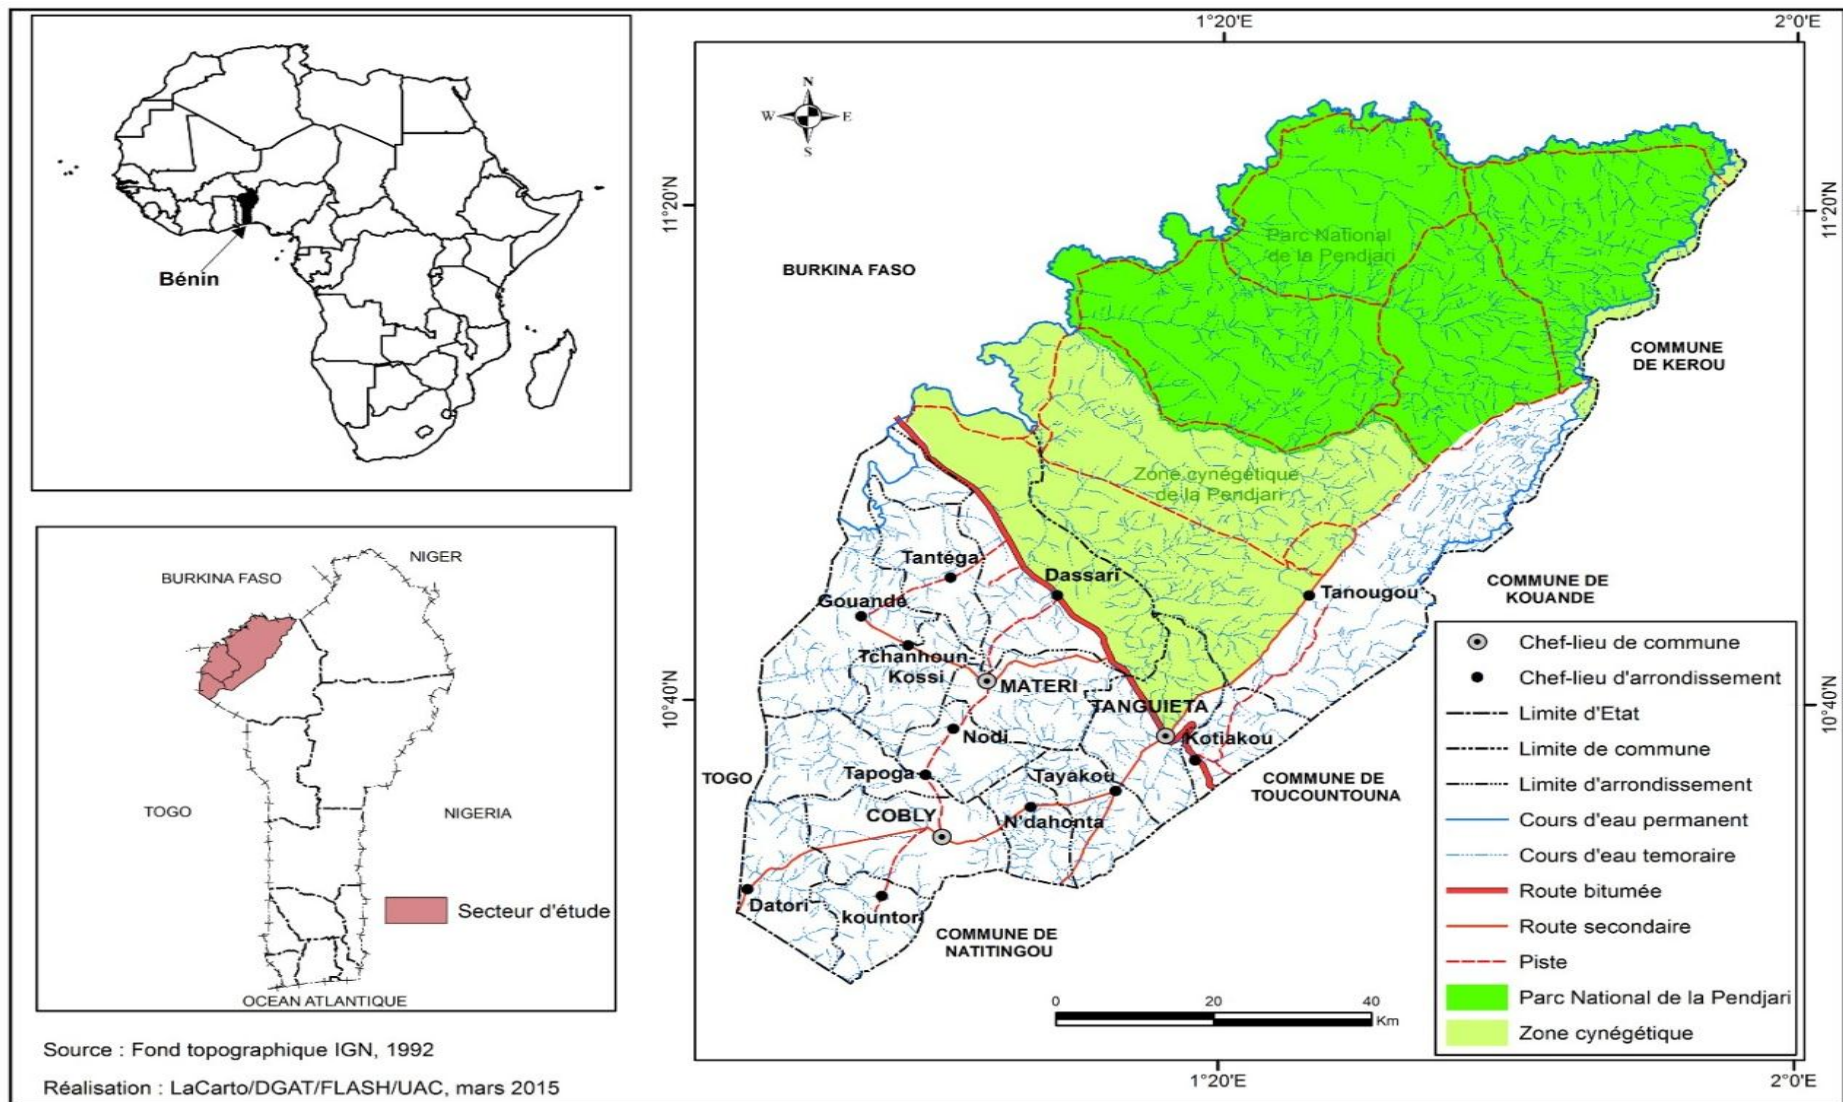 Bénin
BURKINA FASO
NIGER
TOGO
NIGERIA
Secteur d'étude
OCEAN ATLANTIQUE
Source : Fond topographique IGN, 1992
Réalisation : LaCarto/DGAT/FLASH/UAC, mars 2015
1°20'E
2°0'E
N
W
E
S
11°20'N
11°20'N
Parc National
de la Pendjari
BURKINA FASO
COMMUNE
DE KEROU
Zone cynégétique
de la Pendjari
Tantéga
Dassari
Tanougou
Gouandé
COMMUNE DE
KOUANDE
Tchanhoun-
Kossi
MATERI
TANGUIETA
10°40'N
10°40'N
Nodi
Kotiakou
TOGO
Tapoga
Tayakou
COMMUNE DE
TOUCOUNTOUNA
COBLY
N'dahonta
Datori
kountori
COMMUNE DE
NATITINGOU
0
20
40
Km
1°20'E
2°0'E
Chef-lieu de commune
Chef-lieu d'arrondissement
Limite d'Etat
Limite de commune
Limite d'arrondissement
Cours d'eau permanent
Cours d'eau temoraire
Route bitumée
Route secondaire
Piste
Parc National de la Pendjari
Zone cynégétique